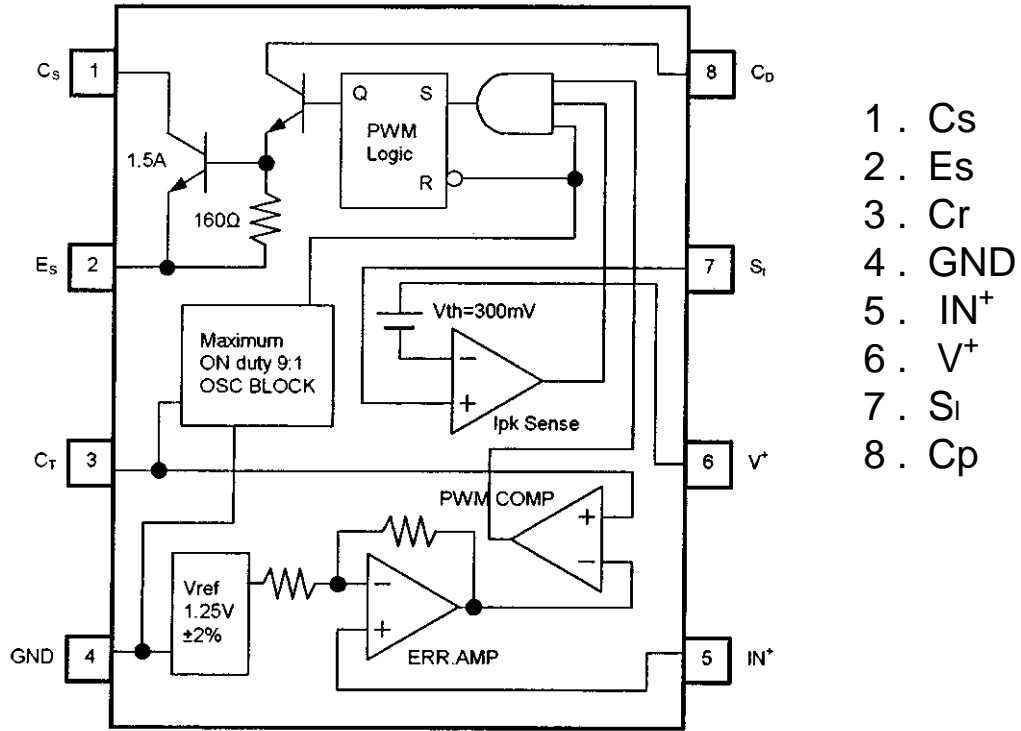 Cs 1
8 CD
Q S
PWM
Logic
R
1.5A
160Ω
Es 2
7 SI
Vth=300mV
Maximum
ON duty 9:1
OSC BLOCK
−
+
Ipk Sense
CT 3
6 V+
PWM COMP
+
−
Vref
1.25V
±2%
−
+
ERR.AMP
GND 4
5 IN+
1 . Cs
2 . Es
3 . Cr
4 . GND
5 . IN+
6 . V+
7 . SI
8 . Cp